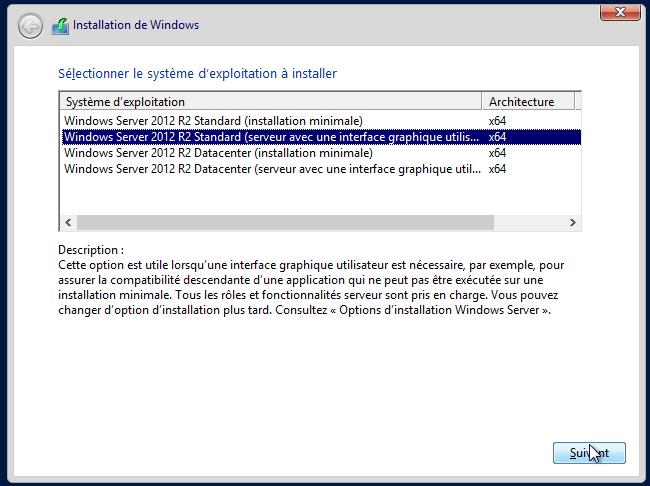 Installation de Windows
Sélectionner le système d'exploitation à installer
Système d'exploitation Architecture
Windows Server 2012 R2 Standard (installation minimale) x64
Windows Server 2012 R2 Standard (serveur avec une interface graphique utilis... x64
Windows Server 2012 R2 Datacenter (installation minimale) x64
Windows Server 2012 R2 Datacenter (serveur avec une interface graphique util... x64
Description :
Cette option est utile lorsqu'une interface graphique utilisateur est nécessaire, par exemple, pour
assurer la compatibilité descendante d'une application qui ne peut pas être exécutée sur une
installation minimale. Tous les rôles et fonctionnalités serveur sont pris en charge. Vous pouvez
changer d'option d'installation plus tard. Consultez « Options d'installation Windows Server ».
Suivant